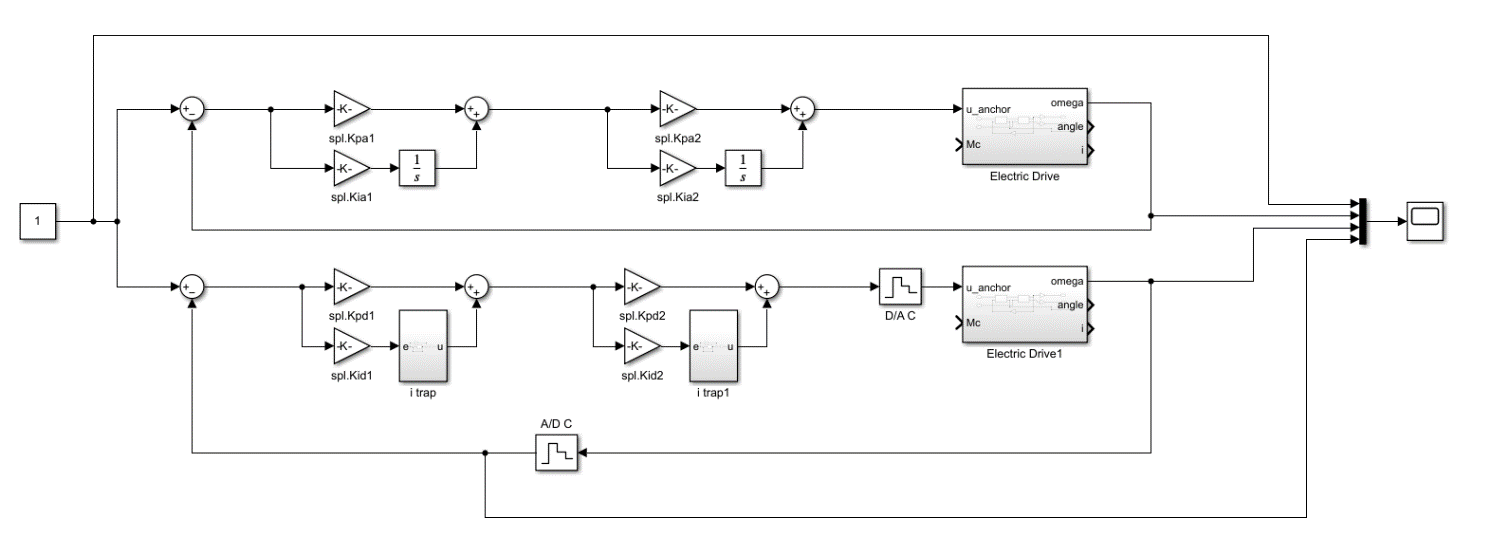 -K-
spl.Kpa1
-K-
spl.Kia1
1
s
-K-
spl.Kpa2
-K-
spl.Kia2
1
s
u_anchor
Mc
omega
angle
i
Electric Drive
1
-K-
spl.Kpd1
-K-
spl.Kid1
e
u
i trap
-K-
spl.Kpd2
-K-
spl.Kid2
e
u
i trap1
D/A C
u_anchor
Mc
omega
angle
i
Electric Drive1
A/D C